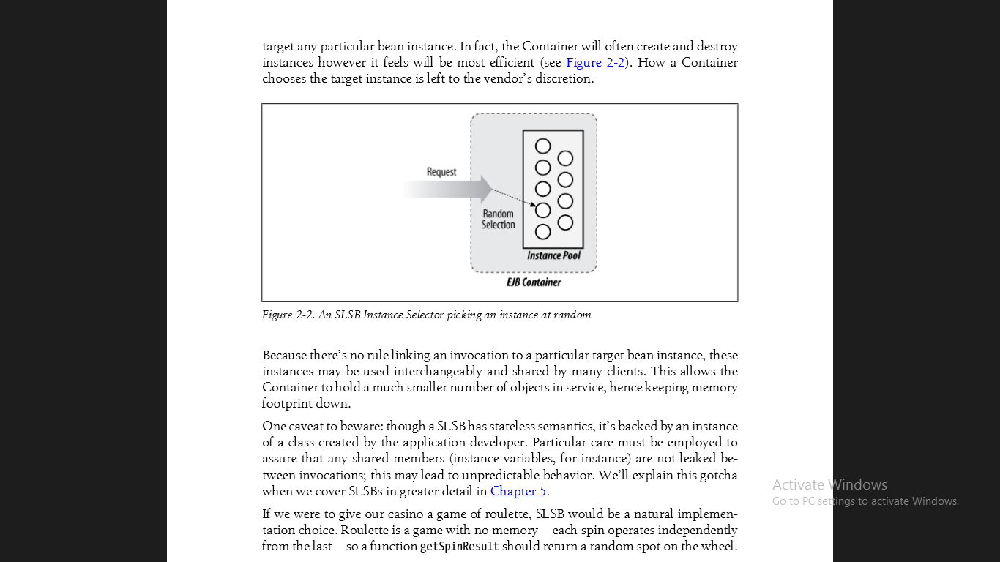 target any particular bean instance. In fact, the Container will often create and destroy
instances however it feels will be most efficient (see Figure 2-2). How a Container
chooses the target instance is left to the vendor’s discretion.
Request
Random
Selection
Instance Pool
EJB Container
Figure 2-2. An SLSB Instance Selector picking an instance at random
Because there’s no rule linking an invocation to a particular target bean instance, these
instances may be used interchangeably and shared by many clients. This allows the
Container to hold a much smaller number of objects in service, hence keeping memory
footprint down.
One caveat to beware: though a SLSB has stateless semantics, it’s backed by an instance
of a class created by the application developer. Particular care must be employed to
assure that any shared members (instance variables, for instance) are not leaked be-
tween invocations; this may lead to unpredictable behavior. We’ll explain this gotcha
when we cover SLSBs in greater detail in Chapter 5.
If we were to give our casino a game of roulette, SLSB would be a natural implemen-
tation choice. Roulette is a game with no memory—each spin operates independently
from the last—so a function getSpinResult should return a random spot on the wheel.
Activate Windows
Go to PC settings to activate Windows.